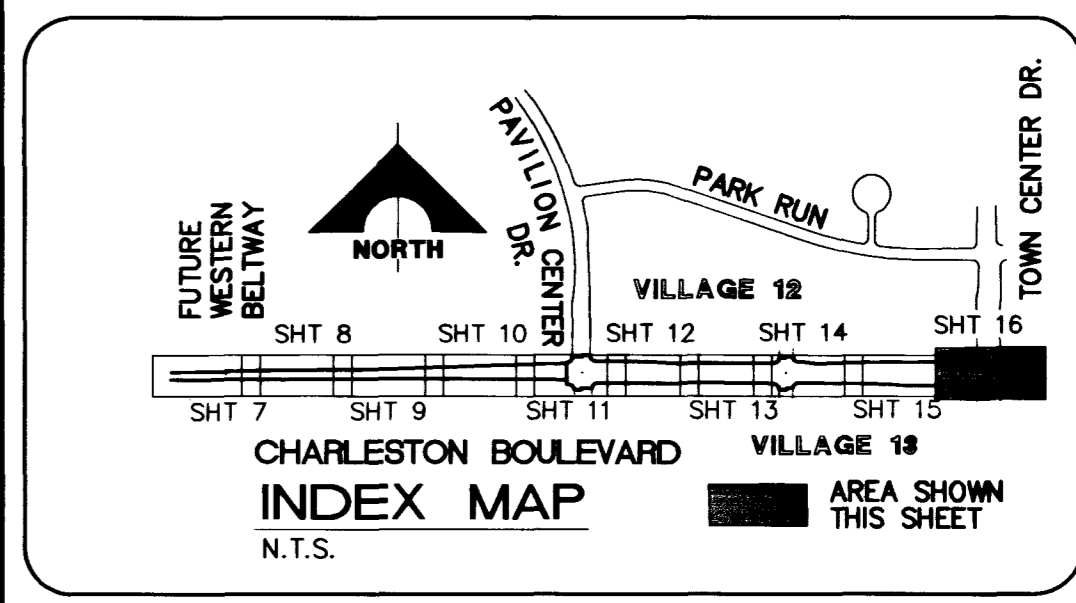 PAVILION CENTER
DR.
PARK RUN
TOWN CENTER DR.
FUTURE
WESTERN
BELTWAY
NORTH
VILLAGE 12
SHT 8
SHT 10
SHT 12
SHT 14
SHT 16
SHT 7
SHT 9
SHT 11
SHT 13
SHT 15
CHARLESTON BOULEVARD
VILLAGE 13
INDEX MAP
N.T.S.
AREA SHOWN
THIS SHEET